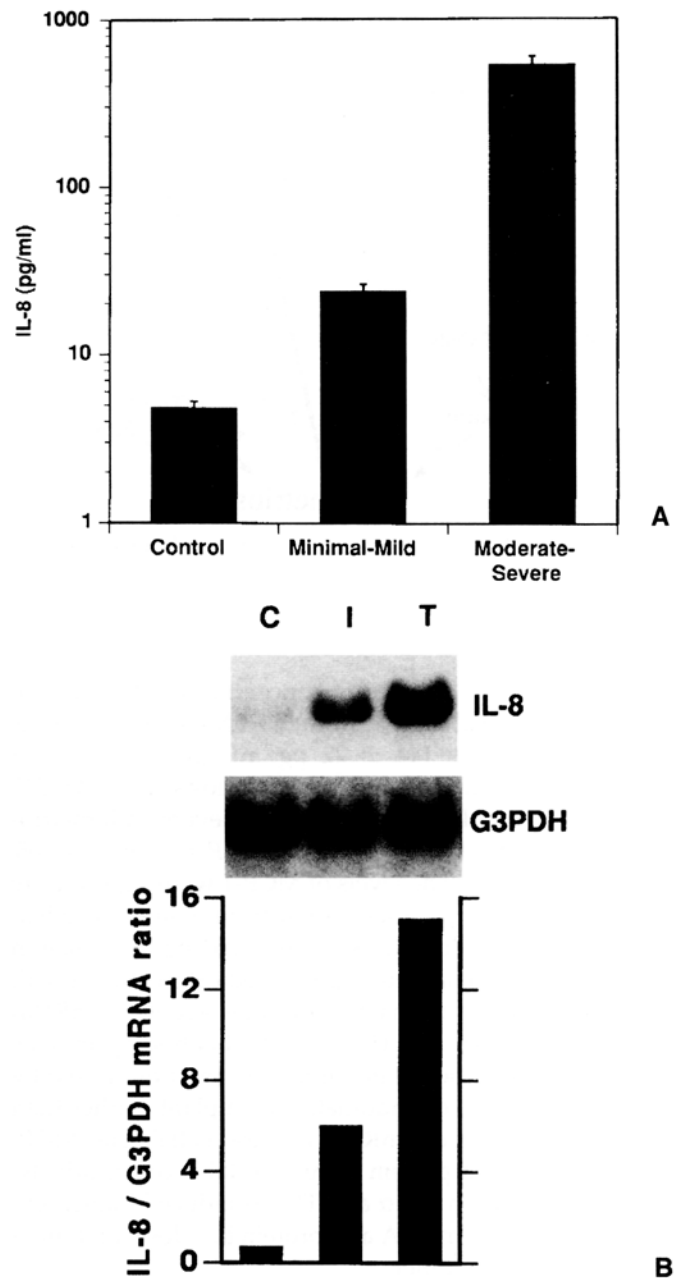 1000
100
10
1
IL-8 (pg/ml)
Control
Minimal-Mild
Moderate-
Severe
A
C I T
IL-8
G3PDH
16
12
8
4
0
IL-8 / G3PDH mRNA ratio
B